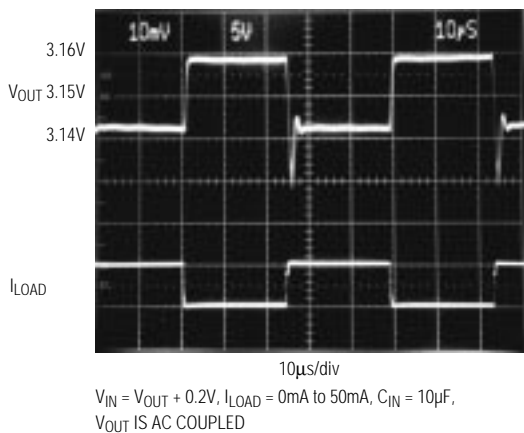 10mV 5V 10µS
3.16V
VOUT 3.15V
3.14V
ILOAD
10µs/div
VIN = VOUT + 0.2V, ILOAD = 0mA to 50mA, CIN = 10µF,
VOUT IS AC COUPLED